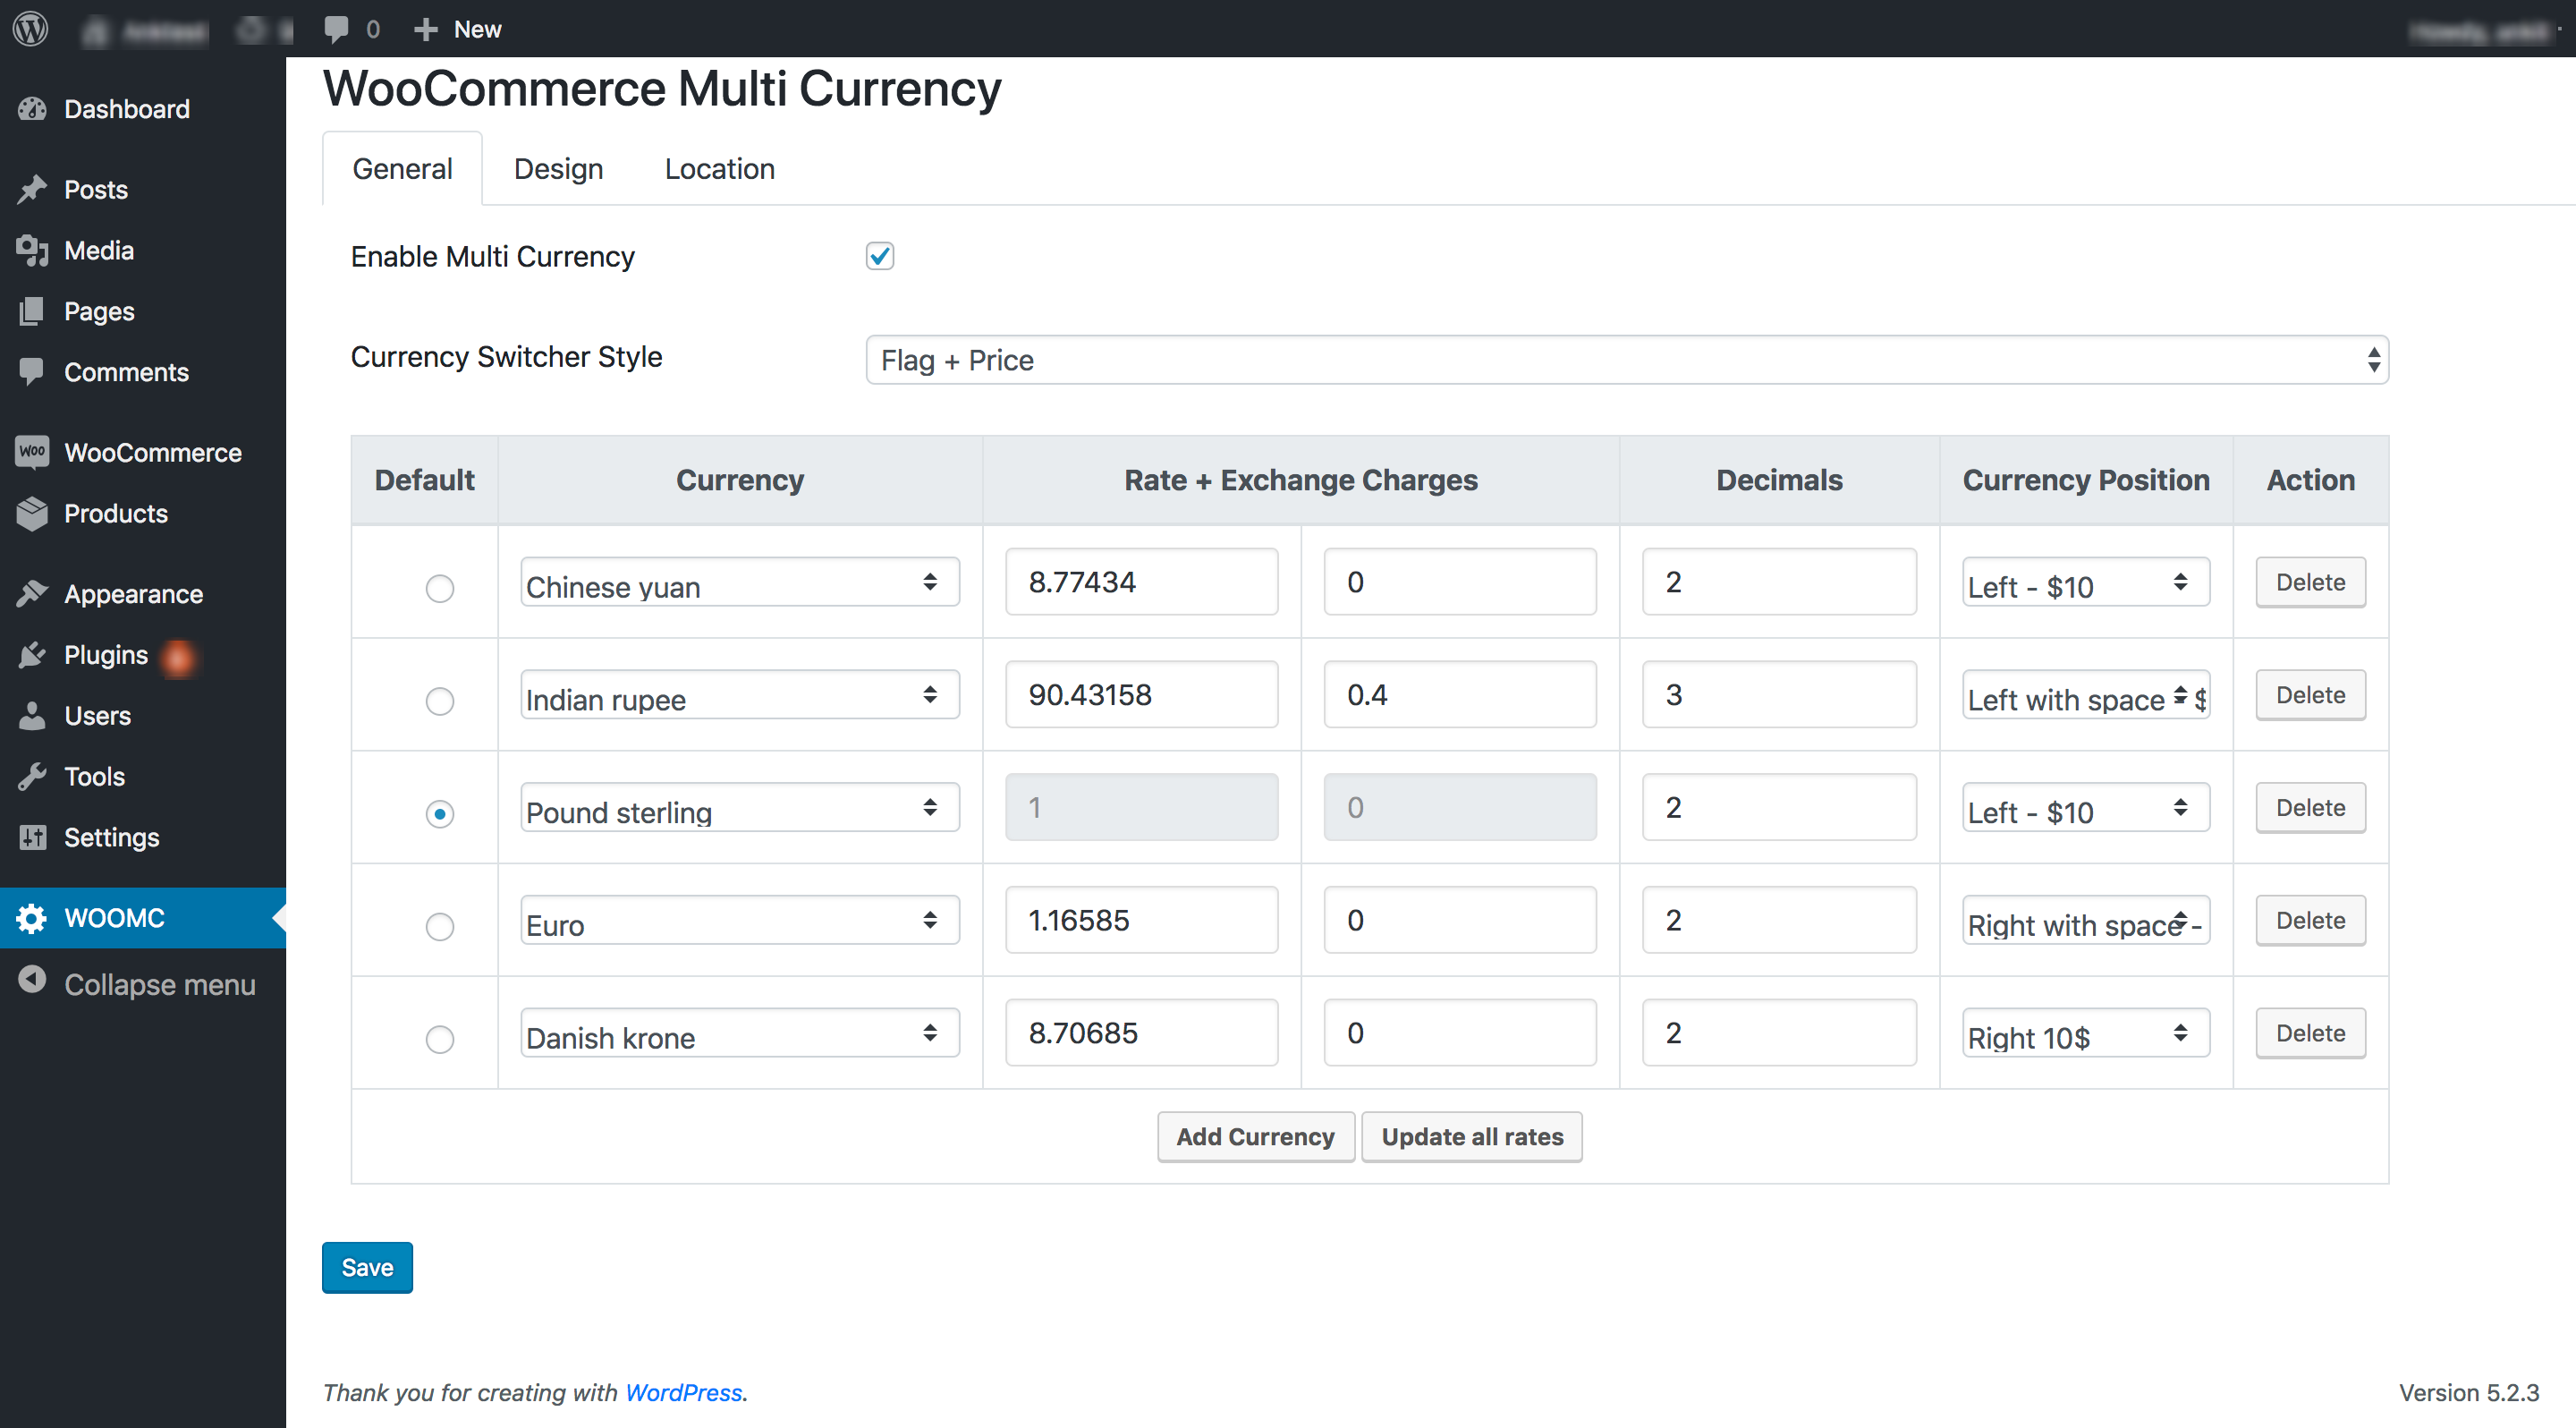 0 New
Dashboard
Posts
Media
Pages
Comments
WOO WooCommerce
Products
Appearance
Plugins
Users
Tools
Settings
WOOMC
Collapse menu
WooCommerce Multi Currency
General Design Location
Enable Multi Currency
Currency Switcher Style Flag + Price
Default Currency Rate + Exchange Charges Decimals Currency Position Action
Chinese yuan 8.77434 0 2 Left - $10 Delete
Indian rupee 90.43158 0.4 3 Left with space - $ Delete
Pound sterling 1 0 2 Left - $10 Delete
Euro 1.16585 0 2 Right with space - Delete
Danish krone 8.70685 0 2 Right 10$ Delete
Add Currency Update all rates
Save
Thank you for creating with WordPress. Version 5.2.3